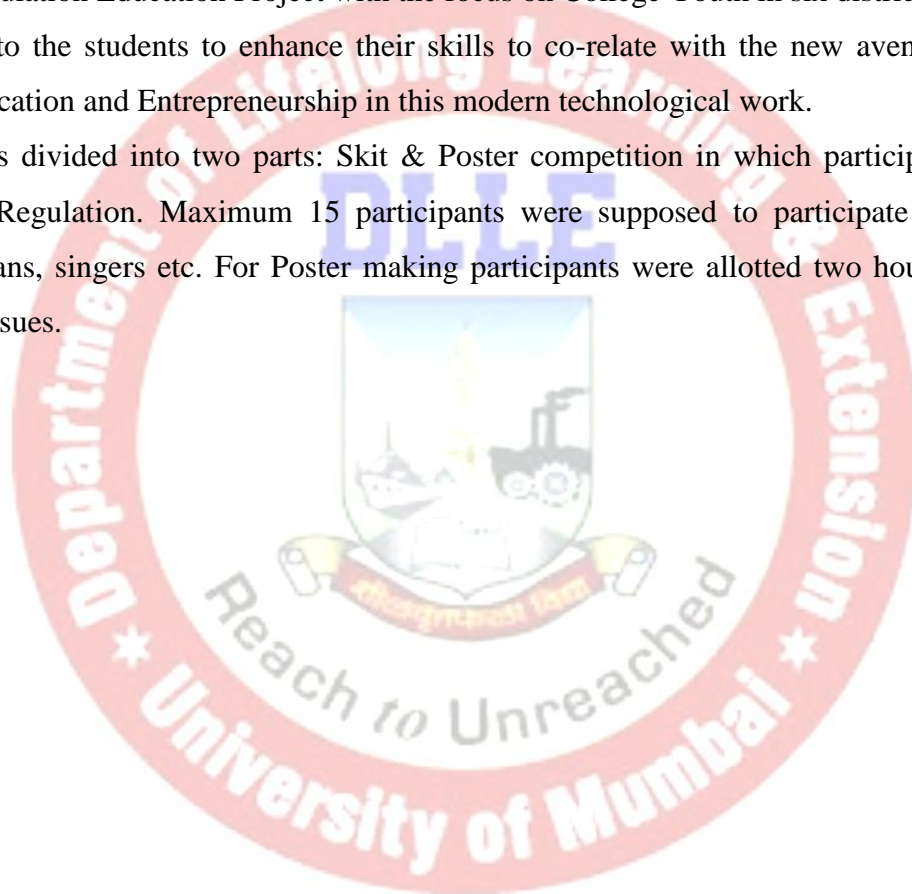 ulation Education Project with the focus on College Youth in six distric
to the students to enhance their skills to co-relate with the new aven
cation and Entrepreneurship in this modern technological work.
s divided into two parts: Skit & Poster competition in which particip
Regulation. Maximum 15 participants were supposed to participate
ans, singers etc. For Poster making participants were allotted two hou
sues.
Department of Lifelong Learning & Extension
DLLE
Reach to Unreached
* University of Mumbai *